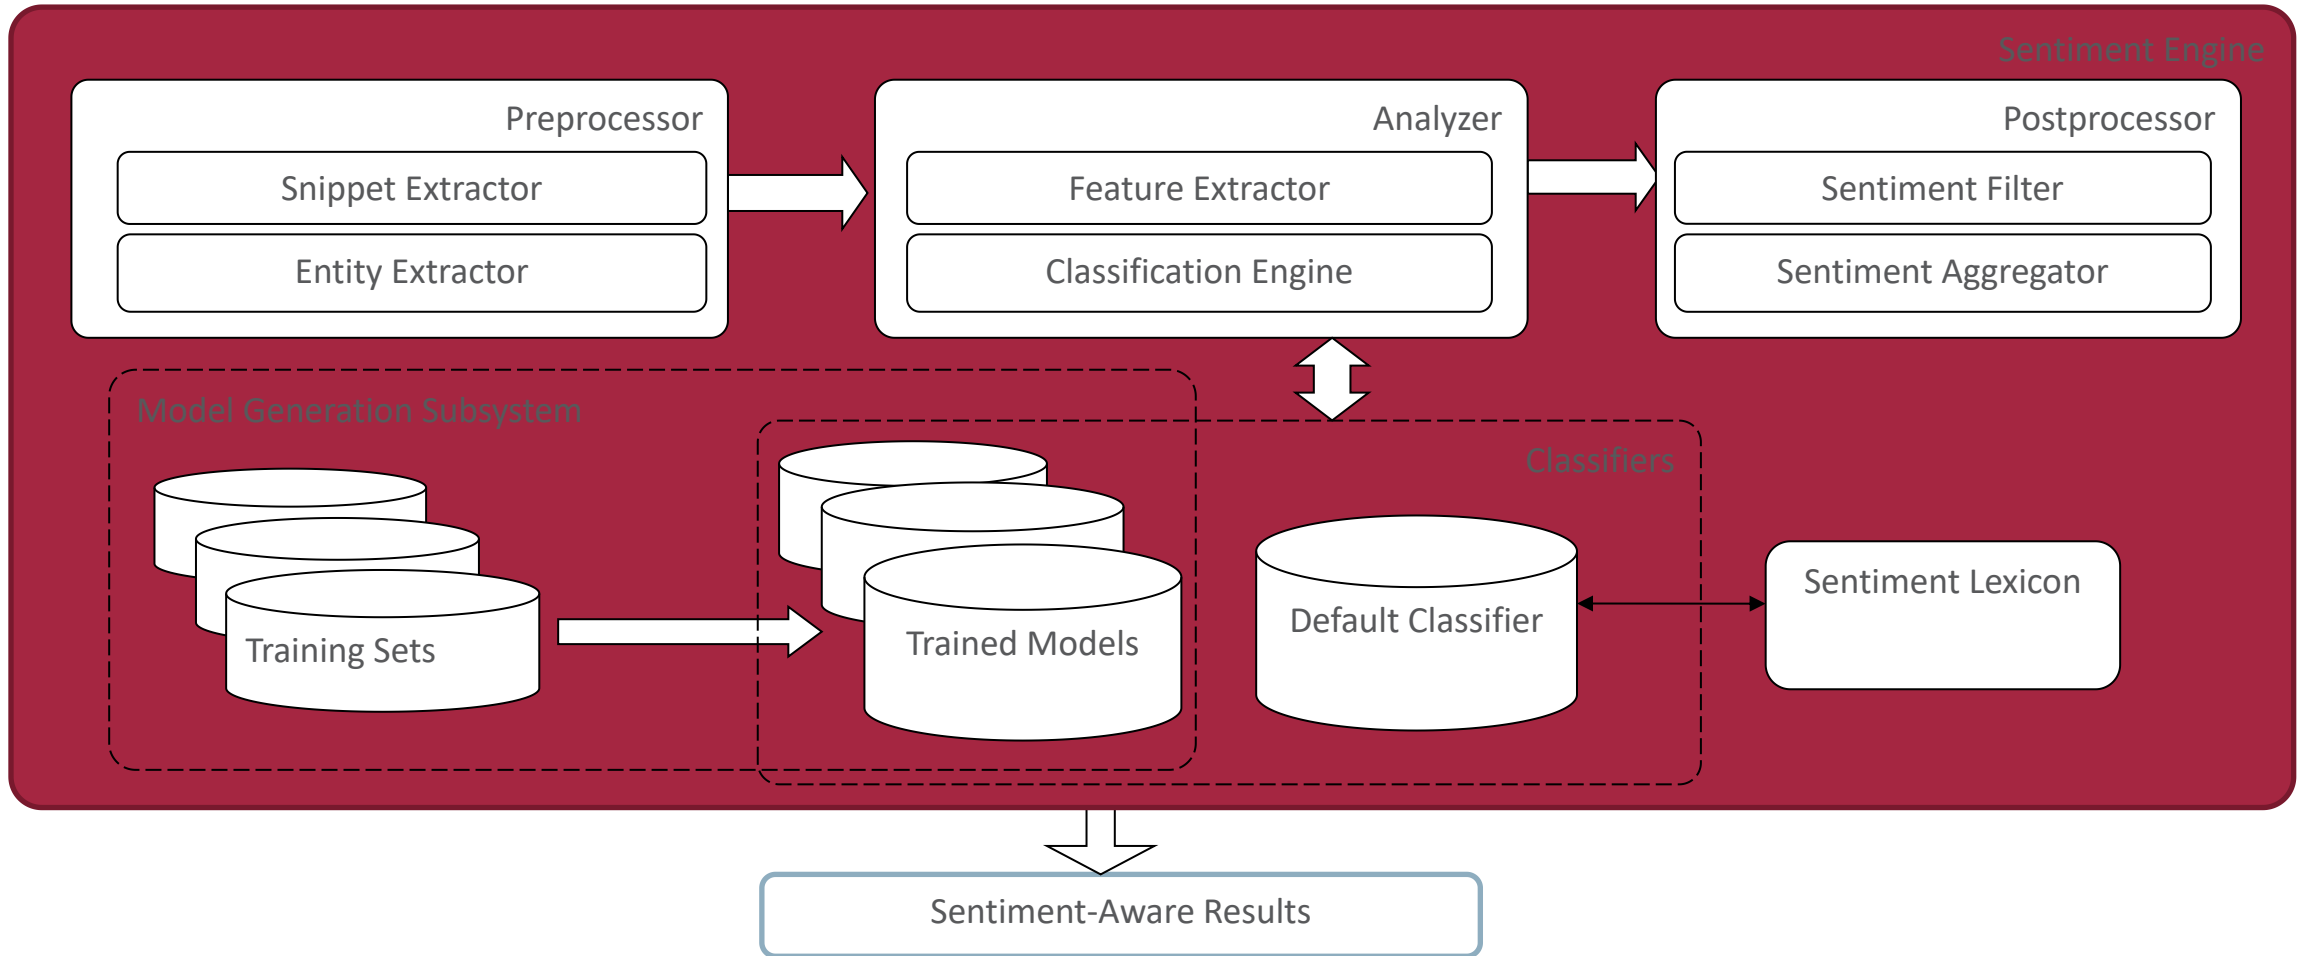 Sentiment Engine
Preprocessor
Snippet Extractor
Entity Extractor
Analyzer
Feature Extractor
Classification Engine
Postprocessor
Sentiment Filter
Sentiment Aggregator
Model Generation Subsystem
Training Sets
Trained Models
Classifiers
Default Classifier
Sentiment Lexicon
Sentiment-Aware Results